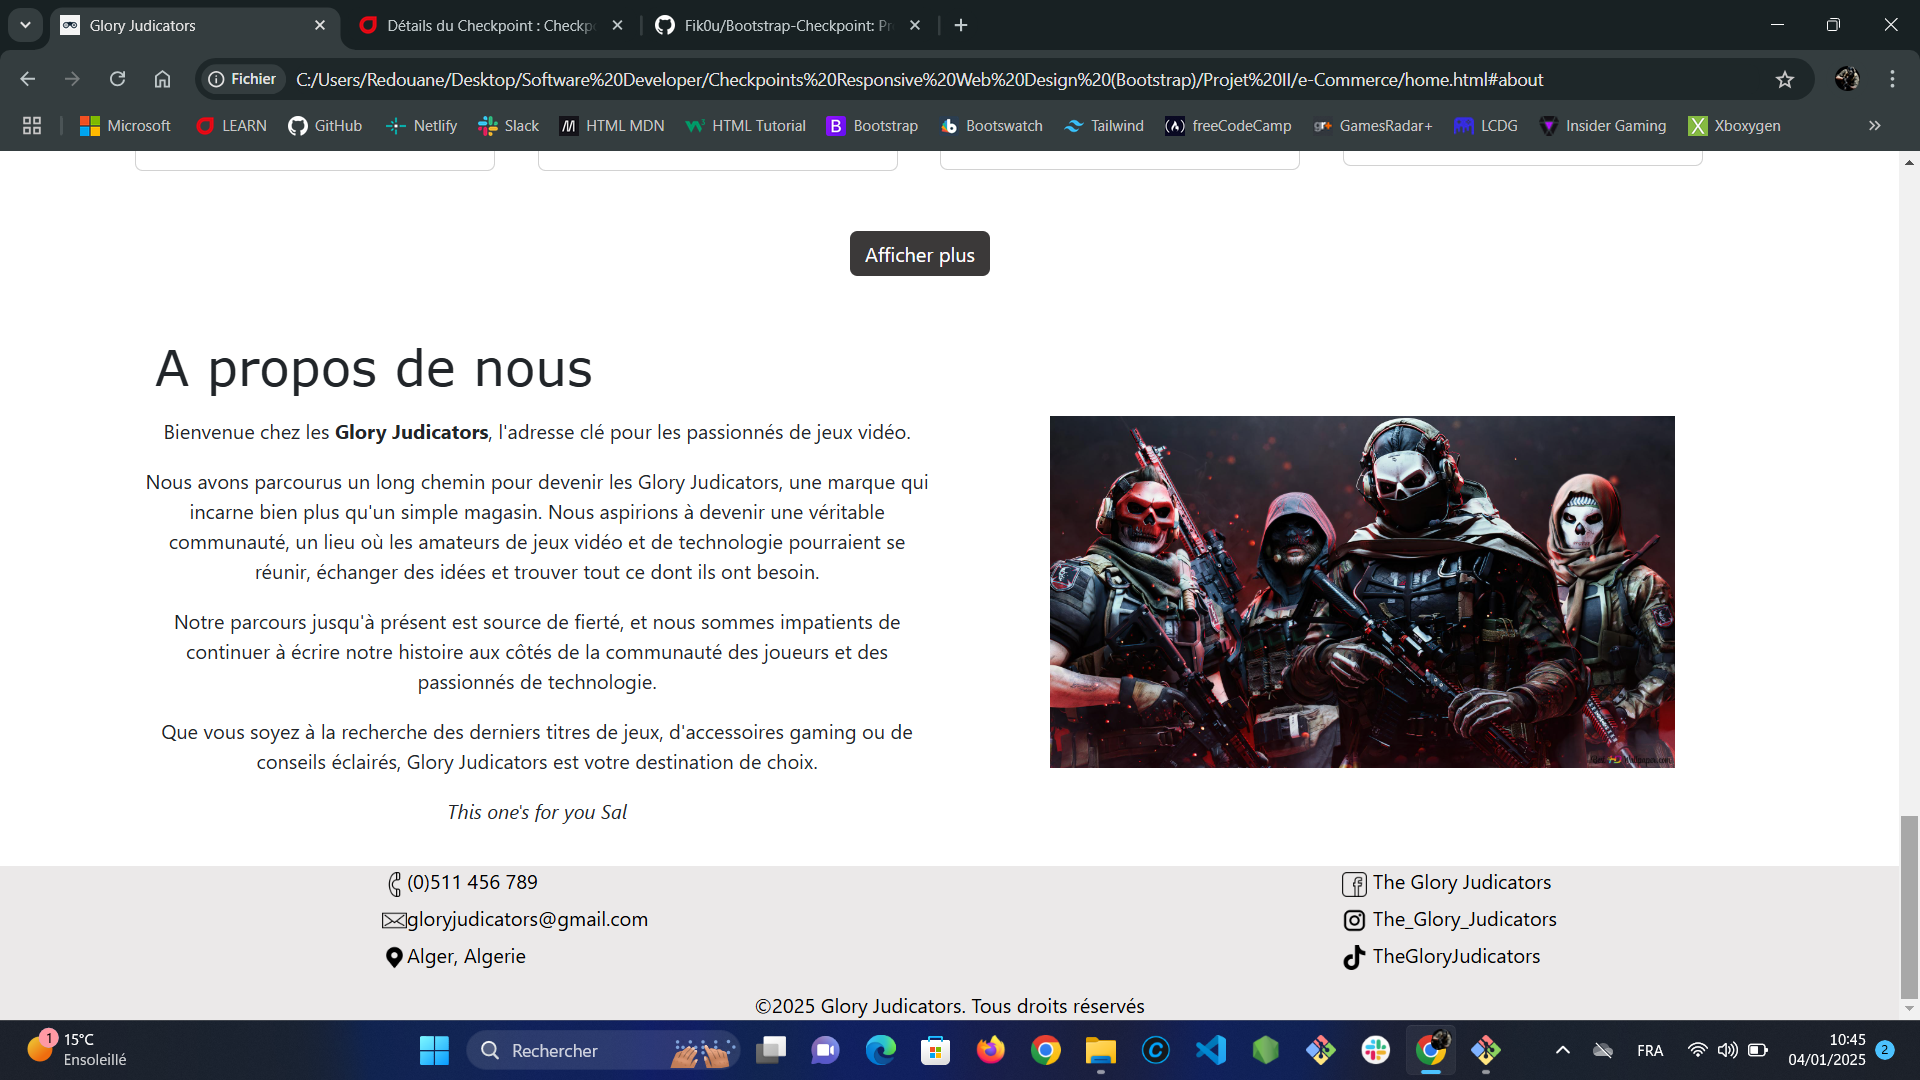 Glory Judicators
Détails du Checkpoint : Checkp
Fik0u/Bootstrap-Checkpoint: Pr
Fichier
C:/Users/Redouane/Desktop/Software%20Developer/Checkpoints%20Responsive%20Web%20Design%20(Bootstrap)/Projet%20II/e-Commerce/home.html#about
Microsoft
LEARN
GitHub
Netlify
Slack
HTML MDN
HTML Tutorial
Bootstrap
Bootswatch
Tailwind
freeCodeCamp
GamesRadar+
LCDG
Insider Gaming
Xboxygen
Afficher plus
A propos de nous
Bienvenue chez les Glory Judicators, l'adresse clé pour les passionnés de jeux vidéo.
Nous avons parcourus un long chemin pour devenir les Glory Judicators, une marque qui
incarne bien plus qu'un simple magasin. Nous aspirions à devenir une véritable
communauté, un lieu où les amateurs de jeux vidéo et de technologie pourraient se
réunir, échanger des idées et trouver tout ce dont ils ont besoin.
Notre parcours jusqu'à présent est source de fierté, et nous sommes impatients de
continuer à écrire notre histoire aux côtés de la communauté des joueurs et des
passionnés de technologie.
Que vous soyez à la recherche des derniers titres de jeux, d'accessoires gaming ou de
conseils éclairés, Glory Judicators est votre destination de choix.
This one's for you Sal
(0)511 456 789
gloryjudicators@gmail.com
Alger, Algerie
The Glory Judicators
The_Glory_Judicators
TheGloryJudicators
©2025 Glory Judicators. Tous droits réservés
1
15°C
Ensoleillé
Rechercher
FRA
10:45
04/01/2025
2